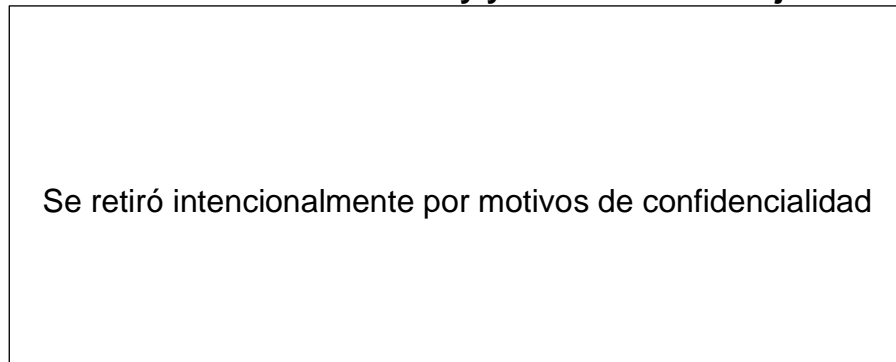 Se retiró intencionalmente por motivos de confidencialidad